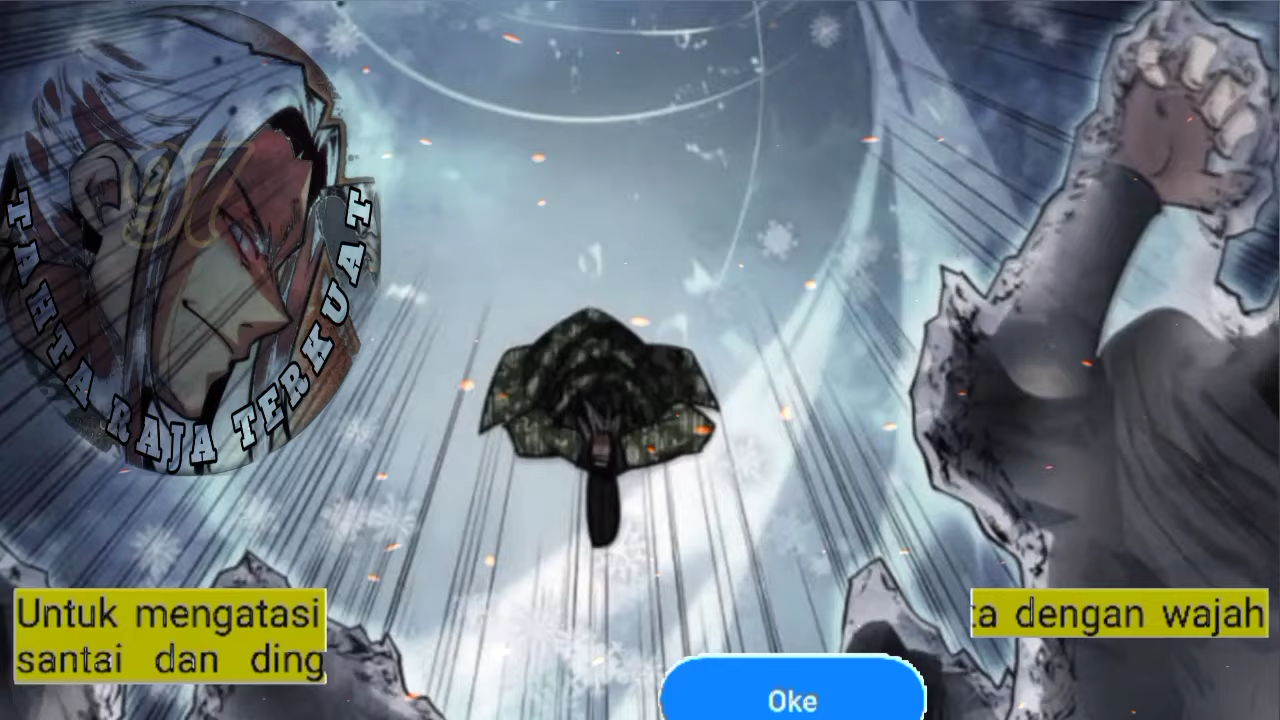 TAHTA RAJA TERKUAT
Untuk mengatasi
santai dan ding
a dengan wajah
Oke